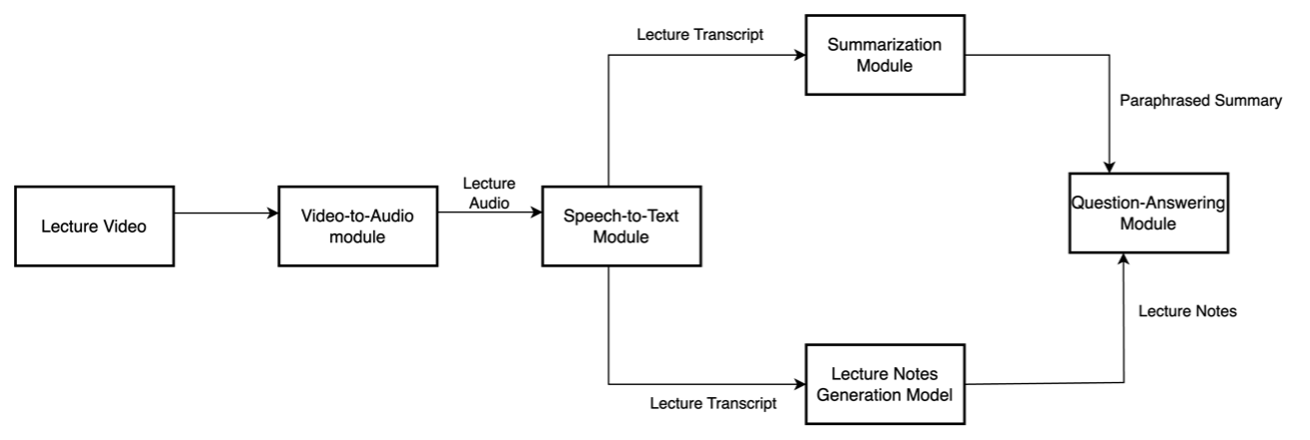 Lecture Transcript
Summarization
Module
Paraphrased Summary
Lecture Video
Video-to-Audio
module
Lecture
Audio
Speech-to-Text
Module
Question-Answering
Module
Lecture Notes
Lecture Notes
Generation Model
Lecture Transcript